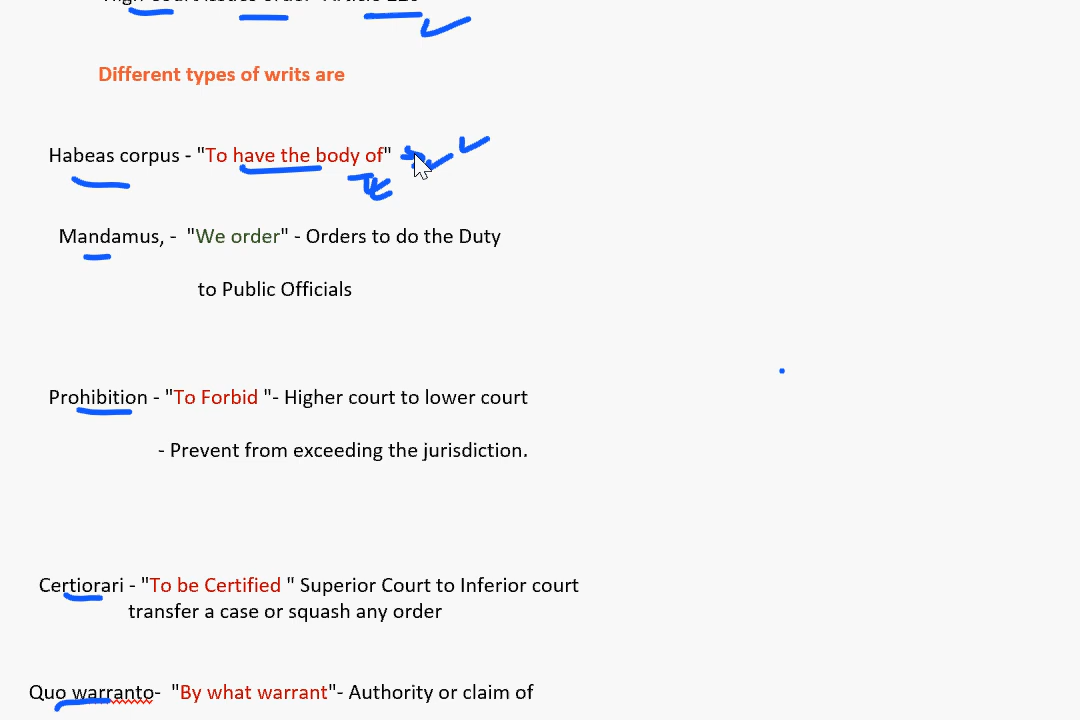 Different types of writs are
Habeas corpus - "To have the body of"
Mandamus, - "We order" - Orders to do the Duty
to Public Officials
Prohibition - "To Forbid "- Higher court to lower court
- Prevent from exceeding the jurisdiction.
Certiorari - "To be Certified " Superior Court to Inferior court
transfer a case or squash any order
Quo warranto- "By what warrant"- Authority or claim of